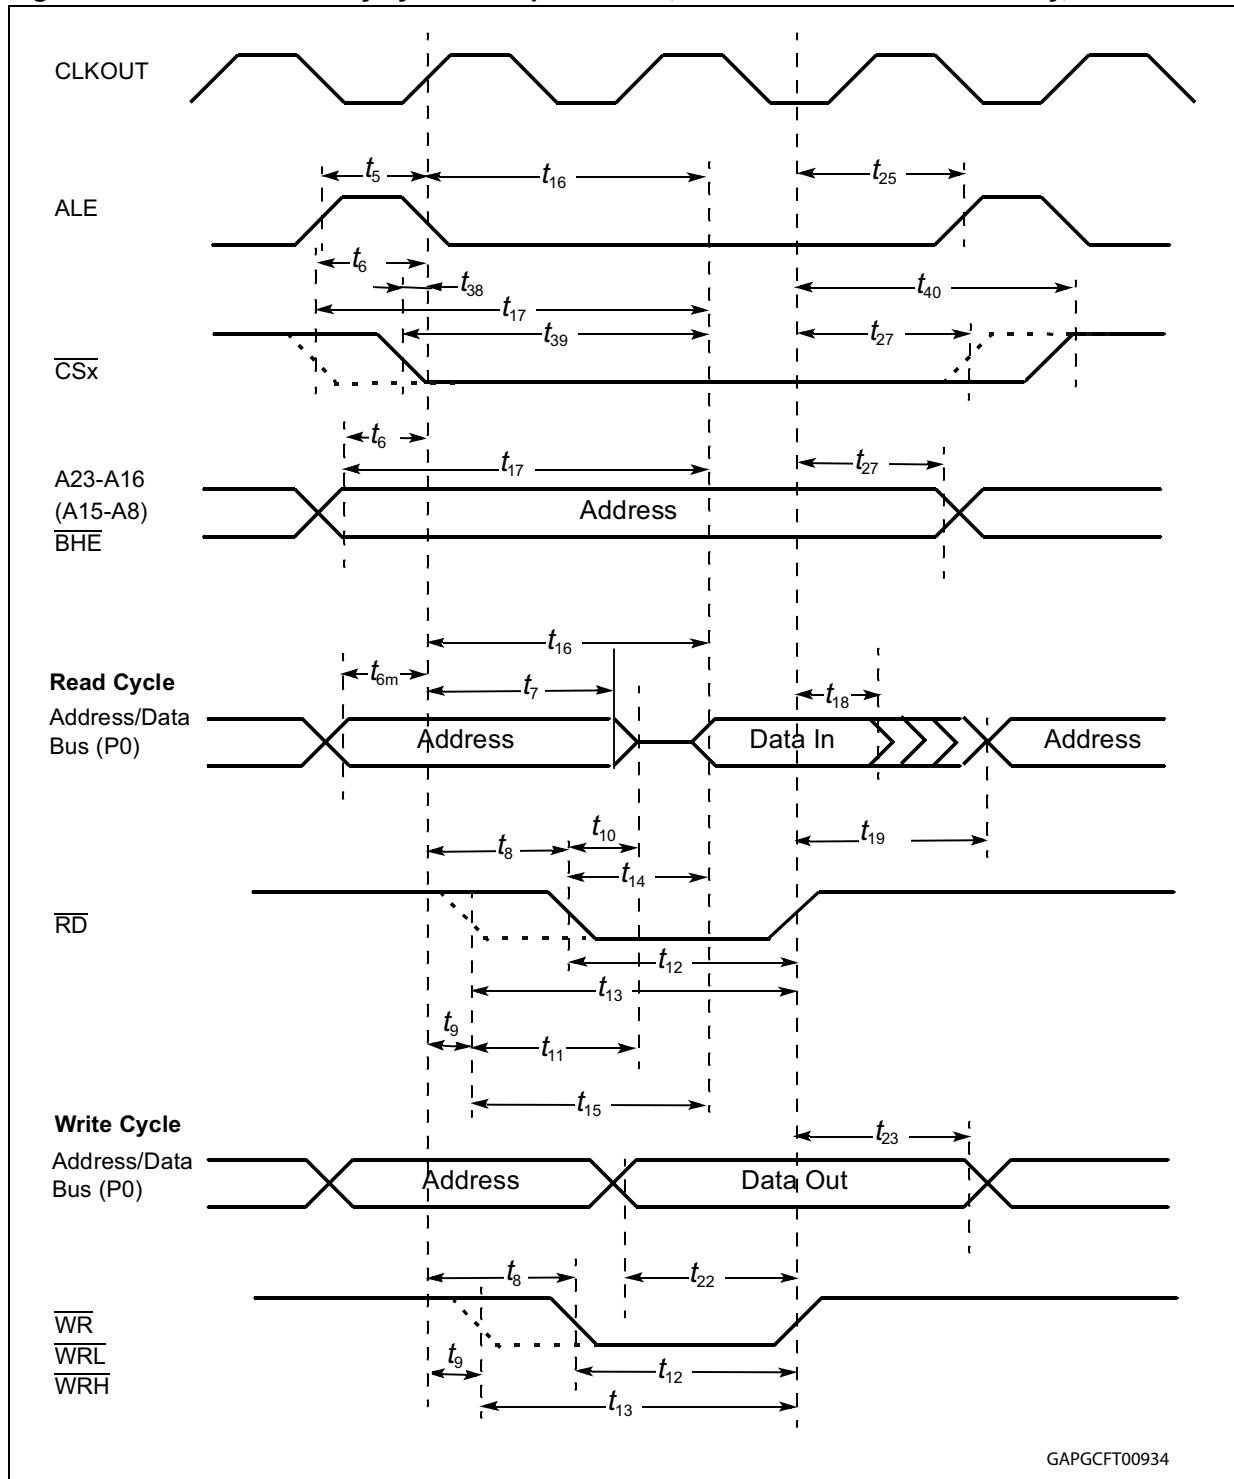 CLKOUT
t5
t16
t25
ALE
t6
t38
t40
t17
t39
t27
CSx
t6
t17
t27
A23-A16
(A15-A8)
BHE
Address
t16
t6m
t7
t18
Read Cycle
Address/Data
Bus (P0)
Address
Data In
Address
t10
t8
t19
t14
RD
t12
t13
t9
t11
t15
Write Cycle
t23
Address/Data
Bus (P0)
Address
Data Out
t8
t22
WR
WRL
WRH
t9
t12
t13
GAPGCFT00934